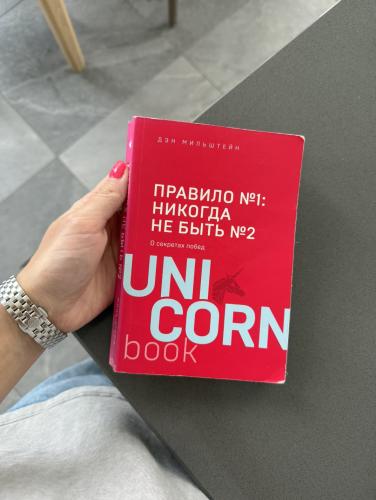 ДЭН МИЛЬШТЕЙН
ПРАВИЛО №1:
НИКОГДА
НЕ БЫТЬ №2
О секретах побед
UNI
CORN
book